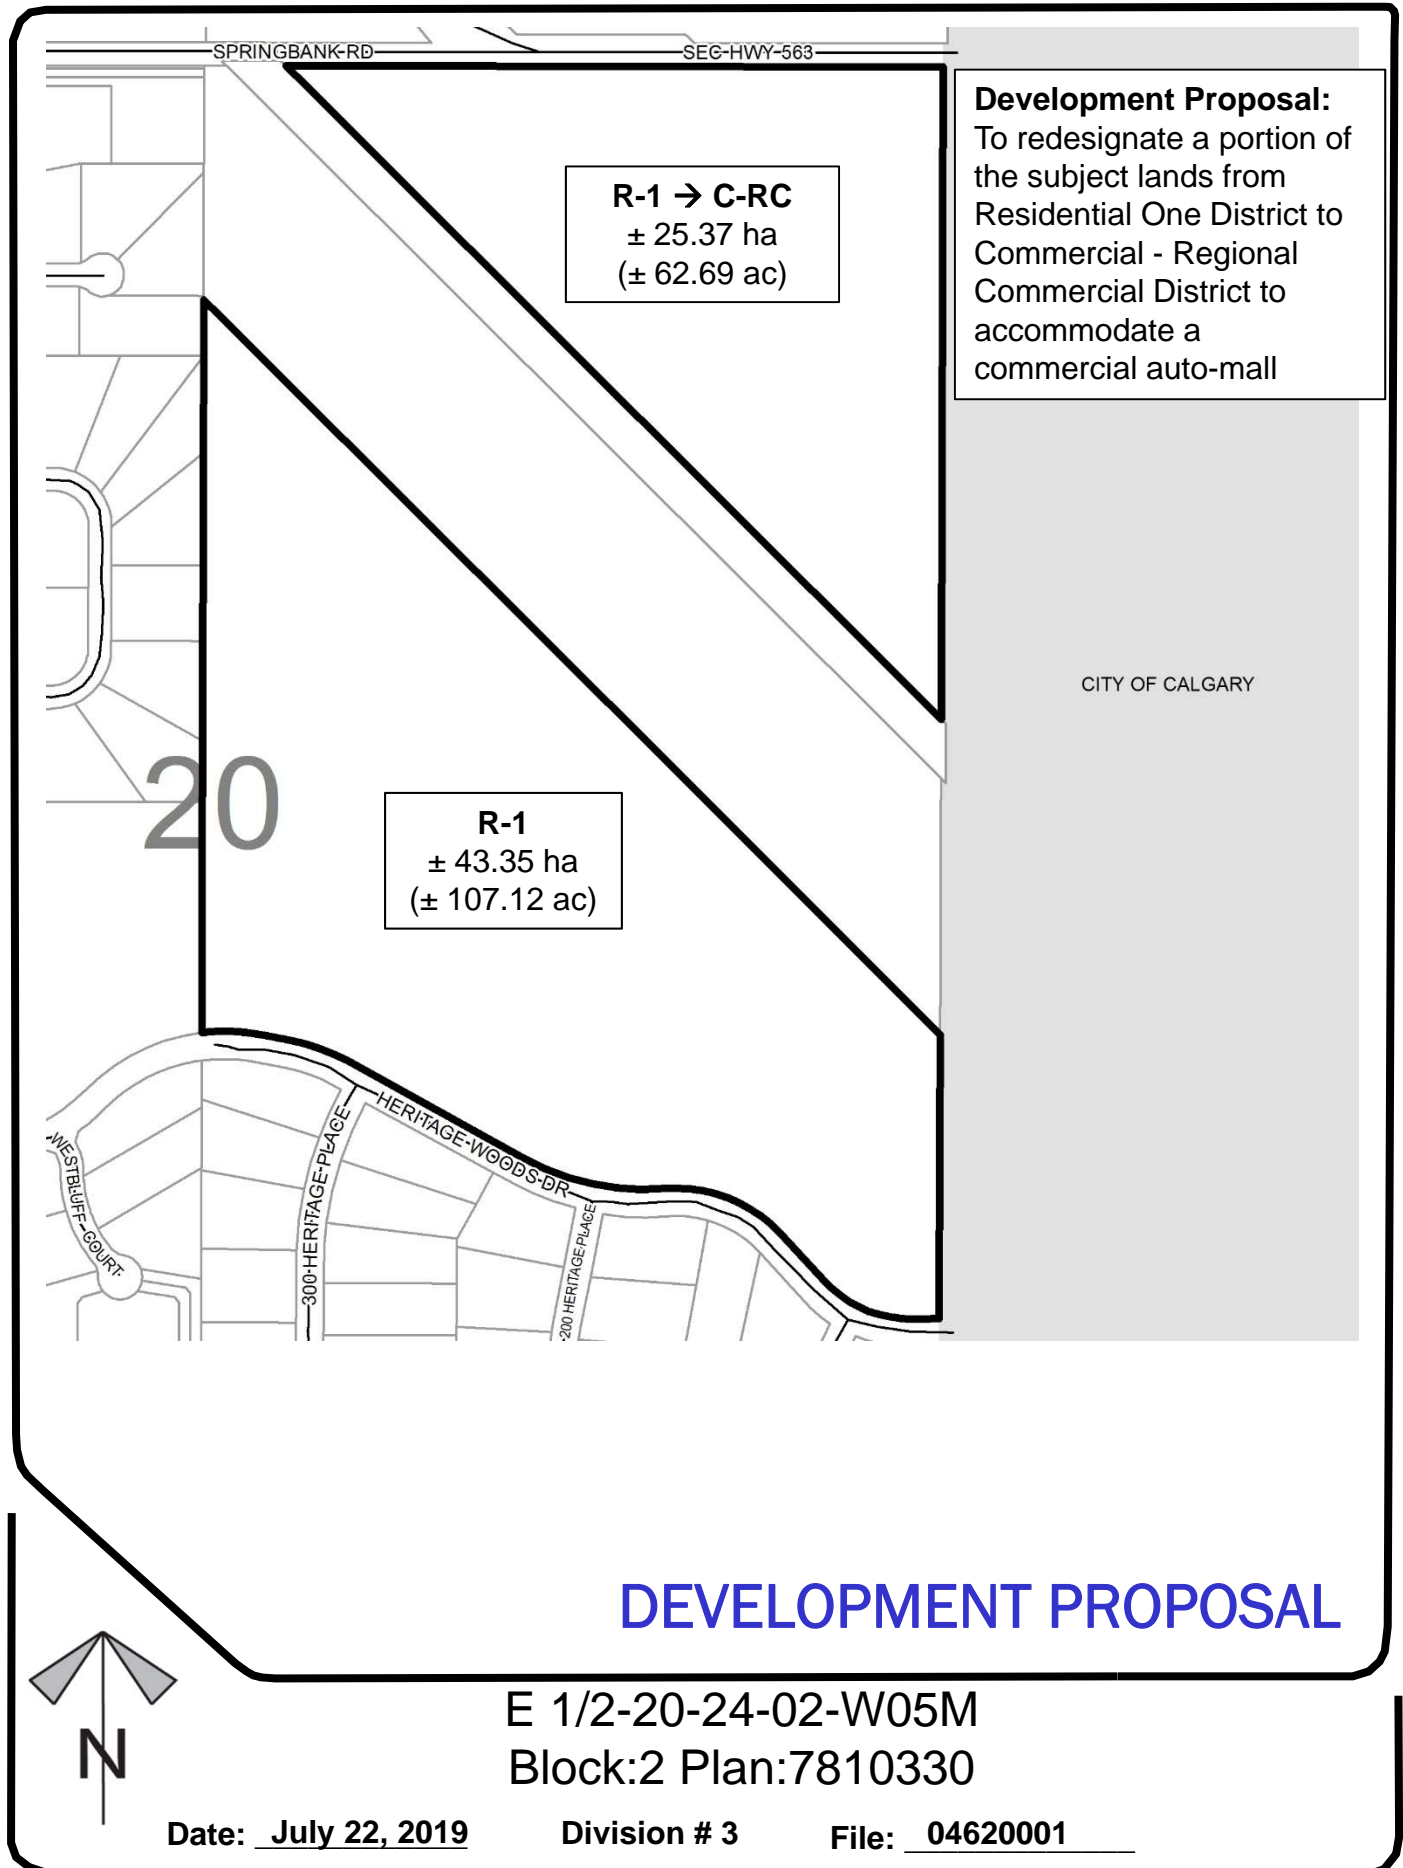 SPRINGBANK RD
SEC HWY 563
Development Proposal:
To redesignate a portion of
the subject lands from
Residential One District to
Commercial - Regional
Commercial District to
accommodate a
commercial auto-mall
R-1 → C-RC
± 25.37 ha
(± 62.69 ac)
CITY OF CALGARY
20
R-1
± 43.35 ha
(± 107.12 ac)
HERITAGE WOODS DR
WESTBLUFF COURT
300 HERITAGE PLACE
200 HERITAGE PLACE
DEVELOPMENT PROPOSAL
N
E 1/2-20-24-02-W05M
Block:2 Plan:7810330
Date: July 22, 2019 Division # 3 File: 04620001